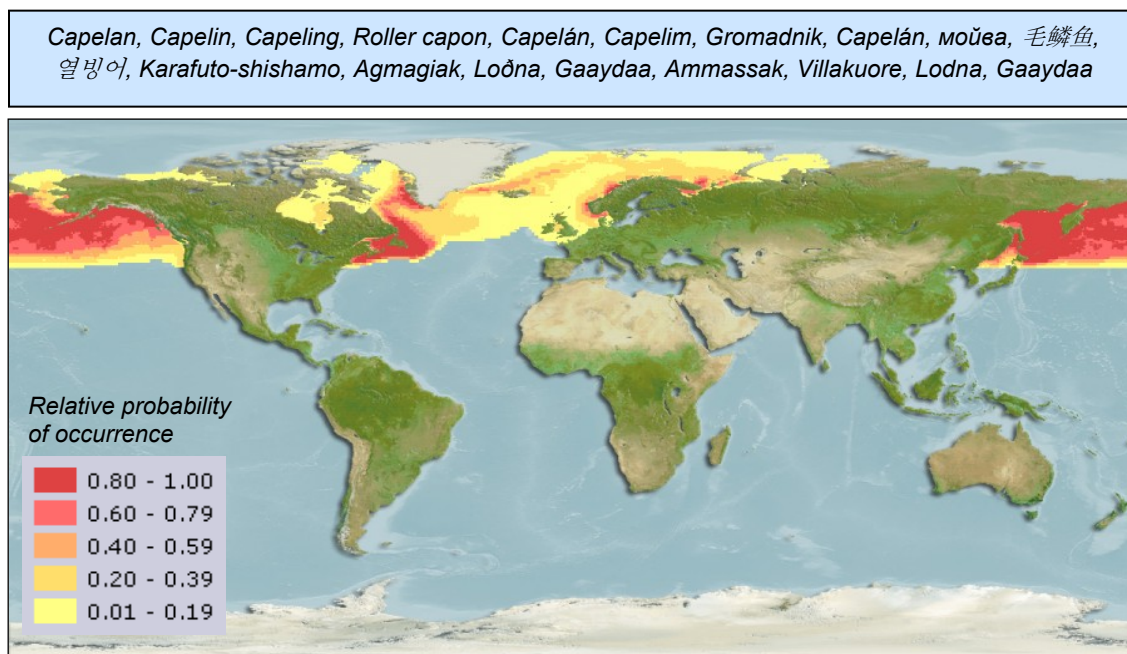 Capelan, Capelin, Capeling, Roller capon, Capelán, Capelim, Gromadnik, Capelán, мойва, 毛鳞鱼,
열빙어, Karafuto-shishamo, Agmagiak, Loðna, Gaaydaa, Ammassak, Villakuore, Lodna, Gaaydaa
Relative probability
of occurrence
0.80 - 1.00
0.60 - 0.79
0.40 - 0.59
0.20 - 0.39
0.01 - 0.19